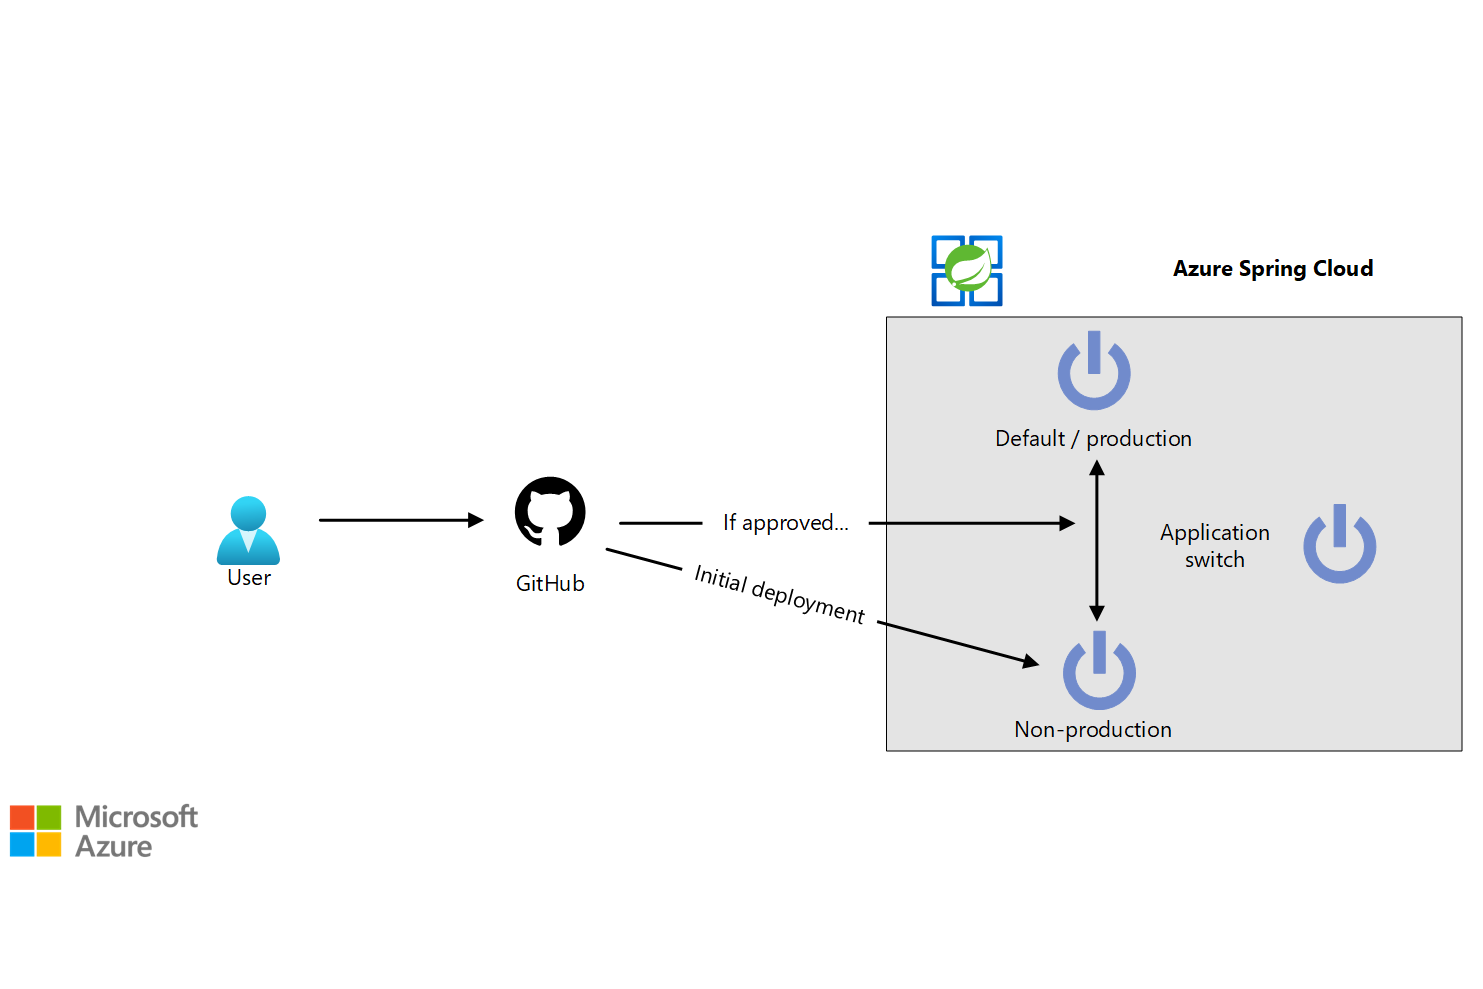 Azure Spring Cloud
Default / production
User
GitHub
If approved...
Initial deployment
Application
switch
Non-production
Microsoft
Azure